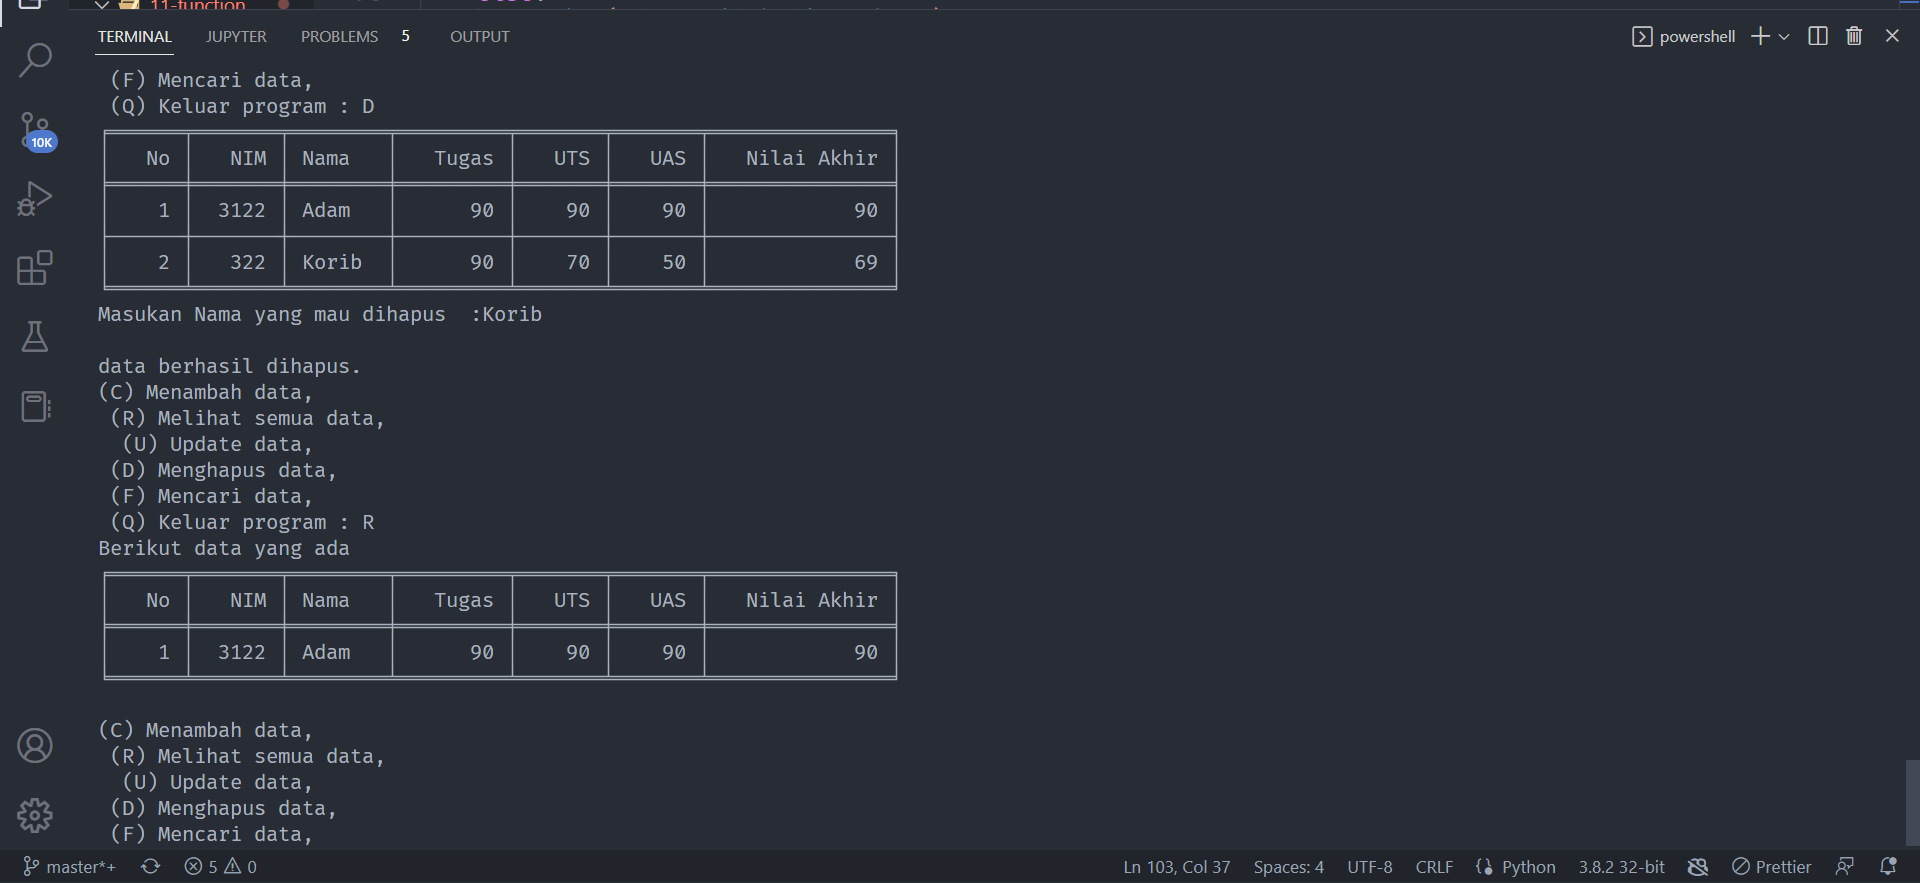 11-function
TERMINAL JUPYTER PROBLEMS 5 OUTPUT powershell
(F) Mencari data,
(Q) Keluar program : D
No NIM Nama Tugas UTS UAS Nilai Akhir
1 3122 Adam 90 90 90 90
2 322 Korib 90 70 50 69
Masukan Nama yang mau dihapus  :Korib
data berhasil dihapus.
(C) Menambah data,
(R) Melihat semua data,
(U) Update data,
(D) Menghapus data,
(F) Mencari data,
(Q) Keluar program : R
Berikut data yang ada
No NIM Nama Tugas UTS UAS Nilai Akhir
1 3122 Adam 90 90 90 90
(C) Menambah data,
(R) Melihat semua data,
(U) Update data,
(D) Menghapus data,
(F) Mencari data,
10K
master*+ 5 0 Ln 103, Col 37 Spaces: 4 UTF-8 CRLF Python 3.8.2 32-bit Prettier